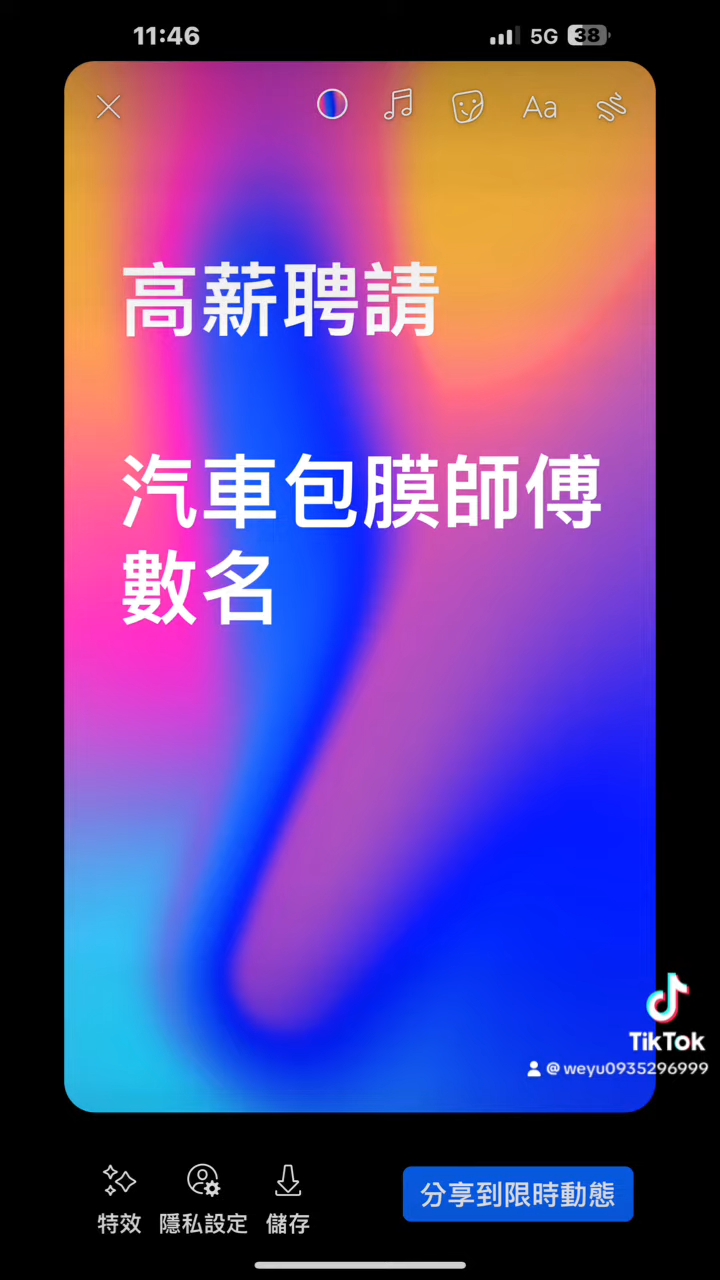 11:46
5G
38
Aa
高薪聘請
汽車包膜師傅
數名
TikTok
@weyu0935296999
特效
隱私設定
儲存
分享到限時動態